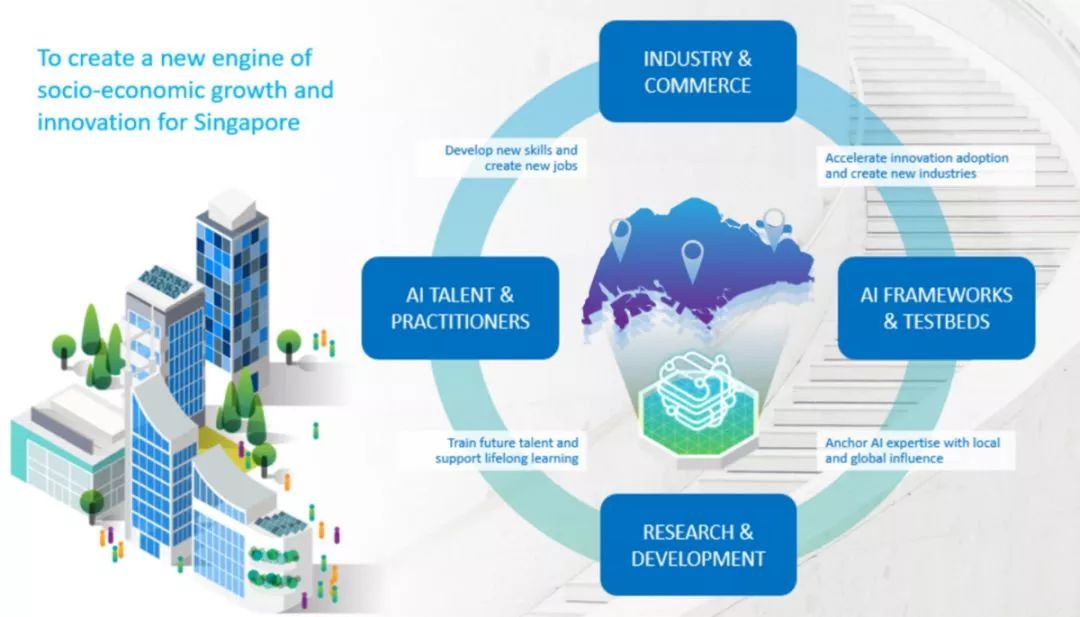 To create a new engine of
socio-economic growth and
innovation for Singapore
INDUSTRY &
COMMERCE
Develop new skills and
create new jobs
Accelerate innovation adoption
and create new industries
AI TALENT &
PRACTITIONERS
AI FRAMEWORKS
& TESTBEDS
Train future talent and
support lifelong learning
Anchor AI expertise with local
and global influence
RESEARCH &
DEVELOPMENT